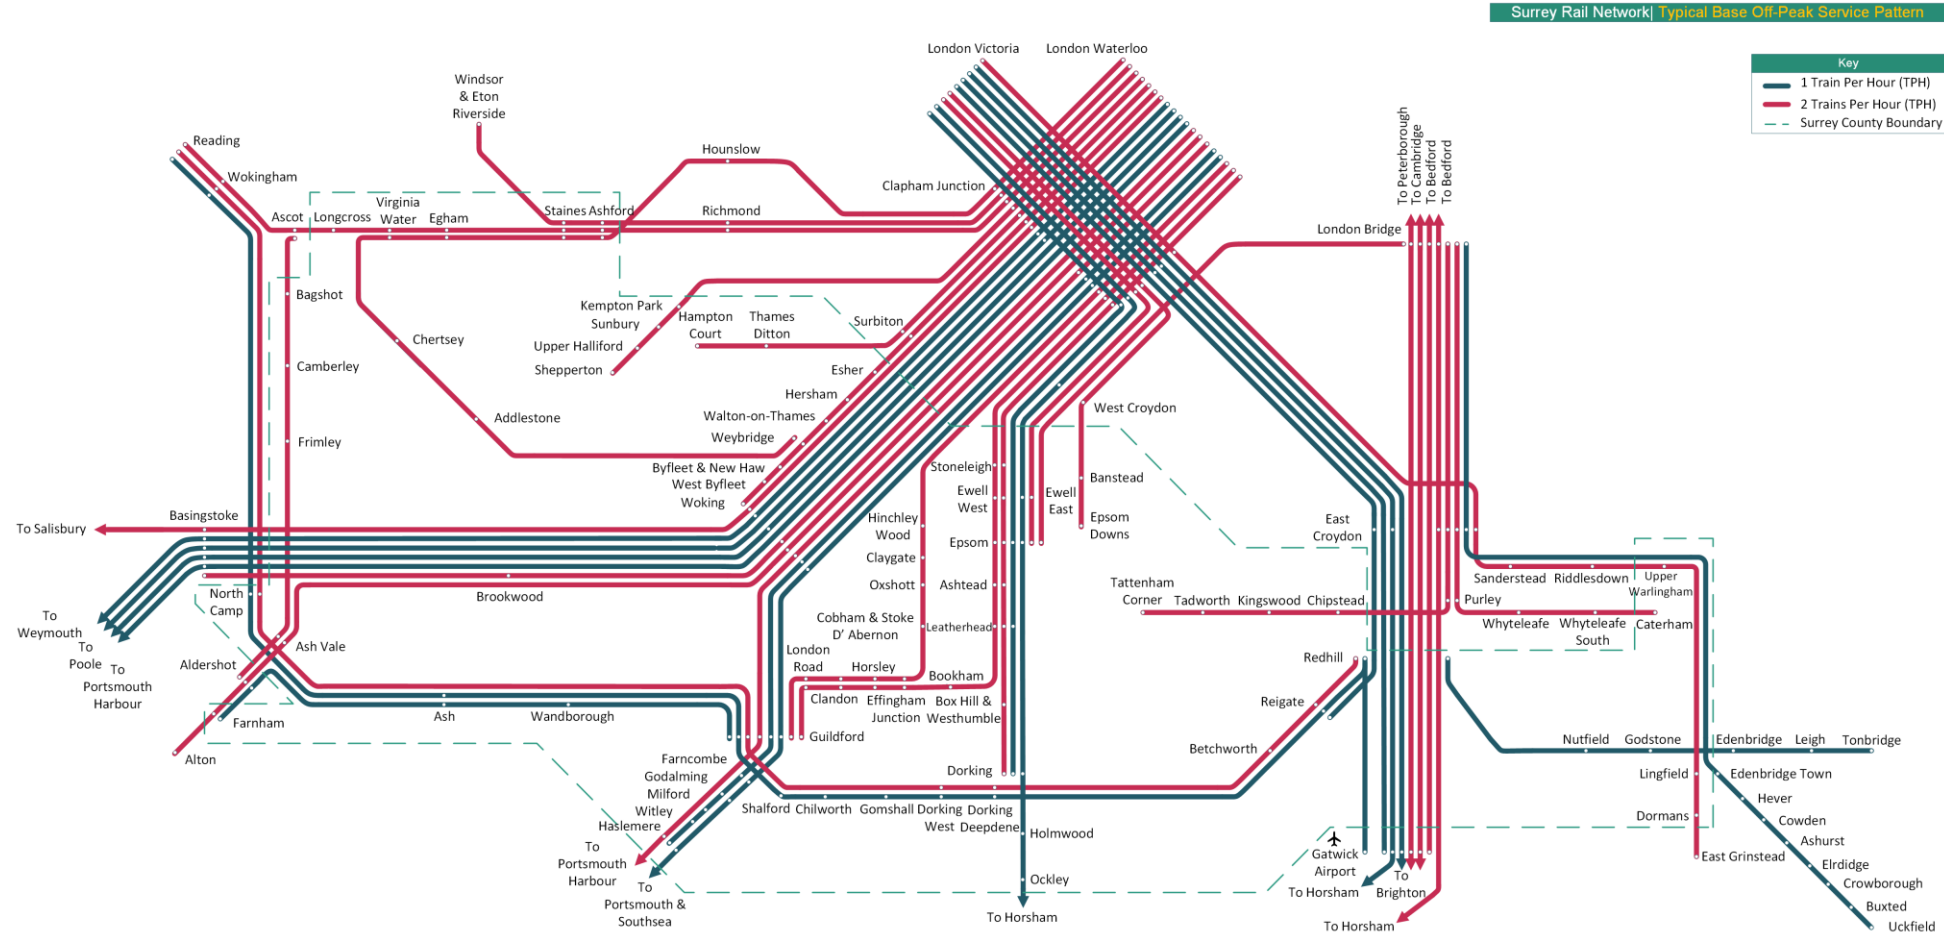 Surrey Rail Network| Typical Base Off-Peak Service Pattern
Key
1 Train Per Hour (TPH)
2 Trains Per Hour (TPH)
Surrey County Boundary
London Victoria
London Waterloo
Windsor
& Eton
Riverside
Reading
Wokingham
Hounslow
Clapham Junction
Ascot
Longcross
Virginia
Water
Egham
Staines
Ashford
Richmond
To Peterborough
To Cambridge
To Bedford
To Bedford
London Bridge
Bagshot
Kempton Park
Sunbury
Hampton
Court
Thames
Ditton
Surbiton
Chertsey
Upper Halliford
Shepperton
Esher
Camberley
Hersham
Addlestone
Walton-on-Thames
Weybridge
West Croydon
Frimley
Byfleet & New Haw
West Byfleet
Woking
Stoneleigh
Ewell
West
Ewell
East
Banstead
Epsom
Downs
To Salisbury
Basingstoke
Hinchley
Wood
Epsom
East
Croydon
Claygate
Oxshott
Ashtead
North
Camp
Brookwood
Tattenham
Corner
Tadworth
Kingswood
Chipstead
Purley
Sanderstead
Riddlesdown
Upper
Warlingham
Whyteleafe
Whyteleafe
South
Caterham
To
Weymouth
To
Poole
To
Portsmouth
Harbour
Cobham & Stoke
D' Abernon
Leatherhead
Ash Vale
Aldershot
London
Road
Horsley
Bookham
Redhill
Clandon
Effingham
Junction
Box Hill &
Westhumble
Reigate
Farnham
Ash
Wandborough
Guildford
Alton
Betchworth
Nutfield
Godstone
Edenbridge
Leigh
Tonbridge
Farncombe
Godalming
Milford
Witley
Haslemere
Dorking
Lingfield
Edenbridge Town
Shalford
Chilworth
Gomshall
Dorking
West
Dorking
Deepdene
Hever
Dormans
Cowden
Holmwood
Ashurst
To
Portsmouth
Harbour
To
Portsmouth &
Southsea
Gatwick
Airport
East Grinstead
Elrdidge
Ockley
To Horsham
To
Brighton
Crowborough
Buxted
To Horsham
To Horsham
Uckfield